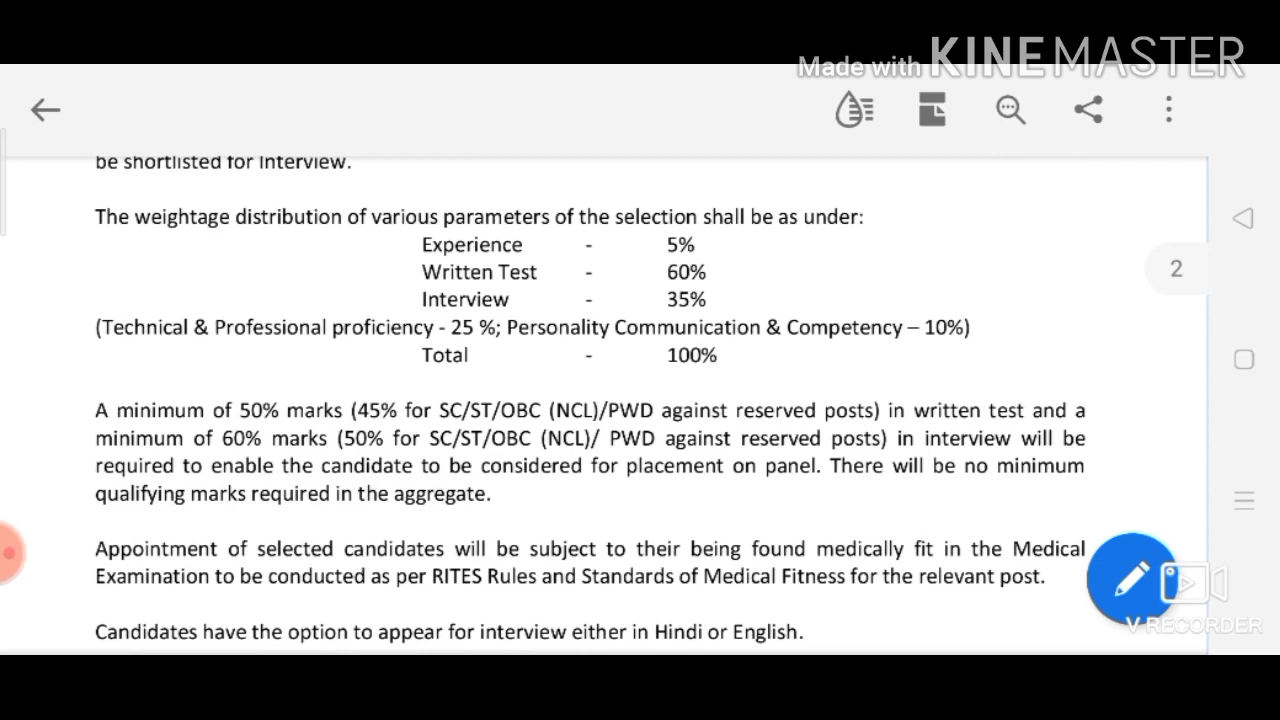 Made with KINEMASTER
be shortlisted for Interview.
The weightage distribution of various parameters of the selection shall be as under:
Experience - 5%
2
Written Test - 60%
Interview - 35%
(Technical & Professional proficiency - 25 %; Personality Communication & Competency – 10%)
Total - 100%
A minimum of 50% marks (45% for SC/ST/OBC (NCL)/PWD against reserved posts) in written test and a
minimum of 60% marks (50% for SC/ST/OBC (NCL)/ PWD against reserved posts) in interview will be
required to enable the candidate to be considered for placement on panel. There will be no minimum
qualifying marks required in the aggregate.
Appointment of selected candidates will be subject to their being found medically fit in the Medical
Examination to be conducted as per RITES Rules and Standards of Medical Fitness for the relevant post.
Candidates have the option to appear for interview either in Hindi or English.
V RECORDER